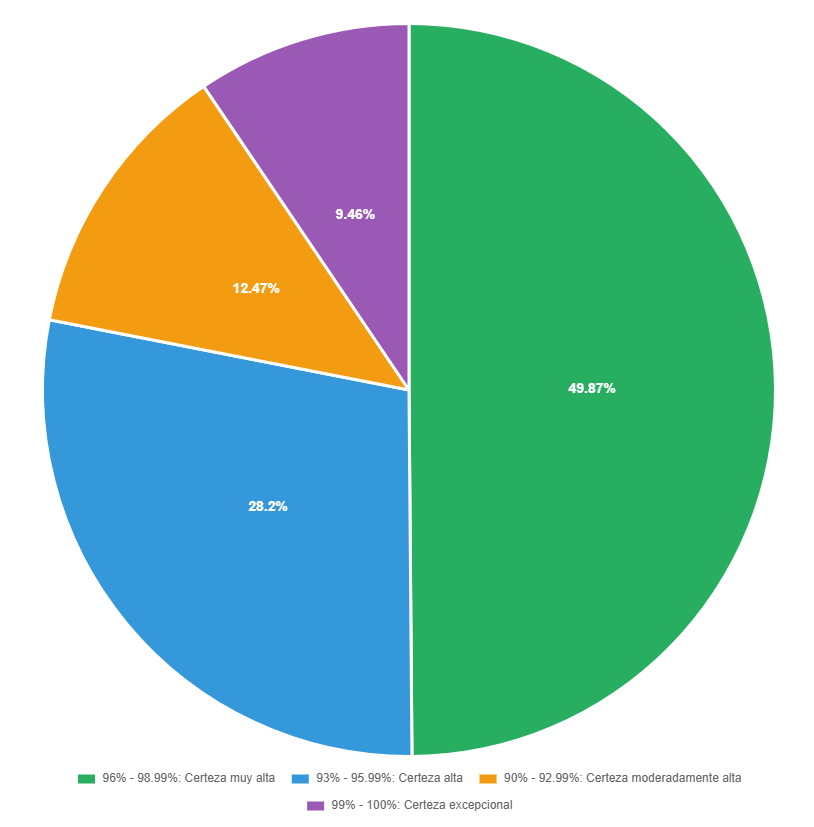 9.46%
12.47%
49.87%
28.2%
96% - 98.99%: Certeza muy alta
93% - 95.99%: Certeza alta
90% - 92.99%: Certeza moderadamente alta
99% - 100%: Certeza excepcional